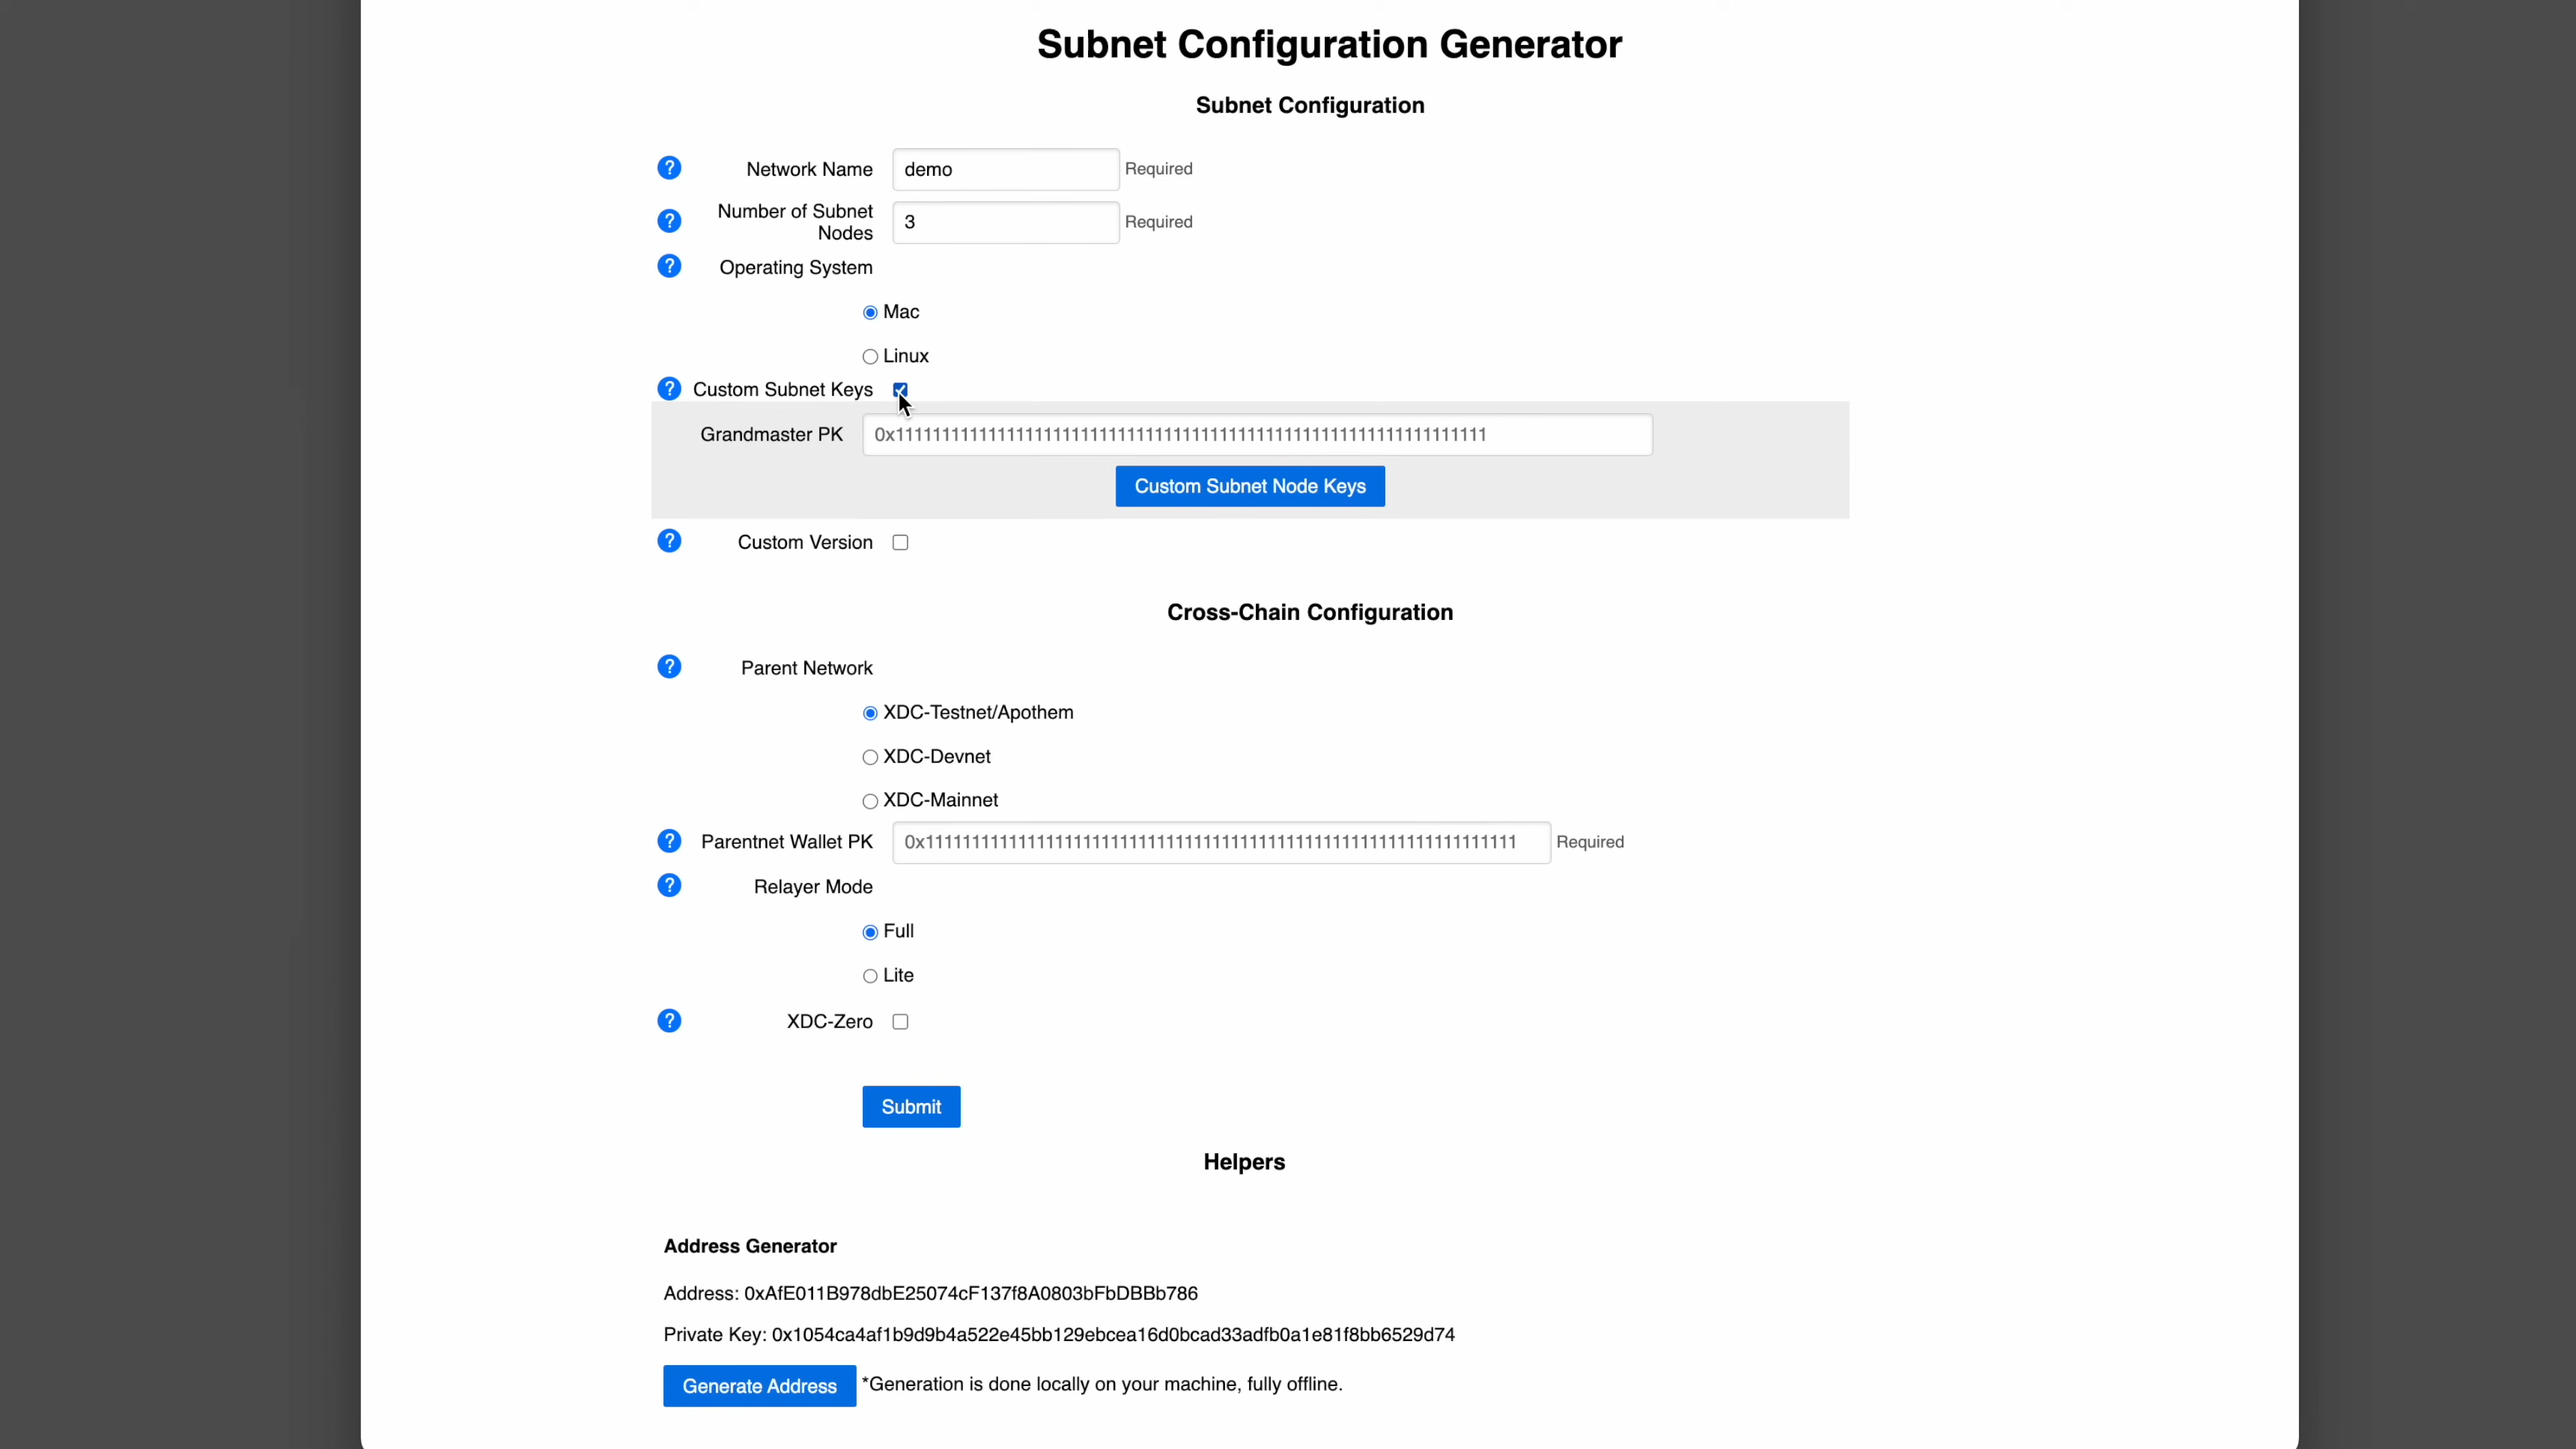 Subnet Configuration Generator
Subnet Configuration
? Network Name demo Required
? Number of Subnet Nodes 3 Required
? Operating System
Mac
Linux
? Custom Subnet Keys
Grandmaster PK 0x1111111111111111111111111111111111111111111111111111111111111111
Custom Subnet Node Keys
? Custom Version
Cross-Chain Configuration
? Parent Network
XDC-Testnet/Apothem
XDC-Devnet
XDC-Mainnet
? Parentnet Wallet PK 0x1111111111111111111111111111111111111111111111111111111111111111 Required
? Relayer Mode
Full
Lite
? XDC-Zero
Submit
Helpers
Address Generator
Address: 0xAfE011B978dbE25074cF137f8A0803bFbDBBb786
Private Key: 0x1054ca4af1b9d9b4a522e45bb129ebcea16d0bcad33adfb0a1e81f8bb6529d74
Generate Address *Generation is done locally on your machine, fully offline.